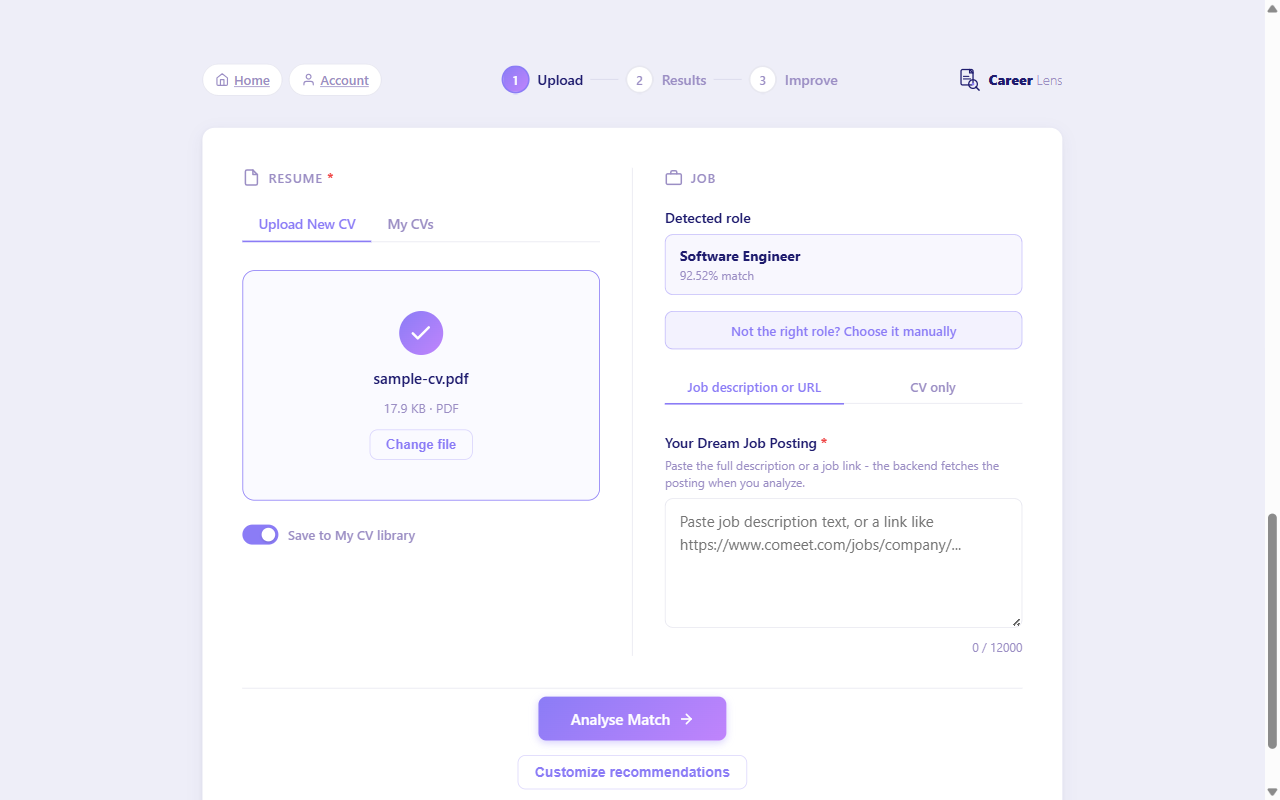 Home
Account
1 Upload
2 Results
3 Improve
Career Lens
RESUME *
Upload New CV
My CVs
sample-cv.pdf
17.9 KB · PDF
Change file
Save to My CV library
JOB
Detected role
Software Engineer
92.52% match
Not the right role? Choose it manually
Job description or URL
CV only
Your Dream Job Posting *
Paste the full description or a job link - the backend fetches the
posting when you analyze.
Paste job description text, or a link like
https://www.comeet.com/jobs/company/...
0 / 12000
Analyse Match →
Customize recommendations